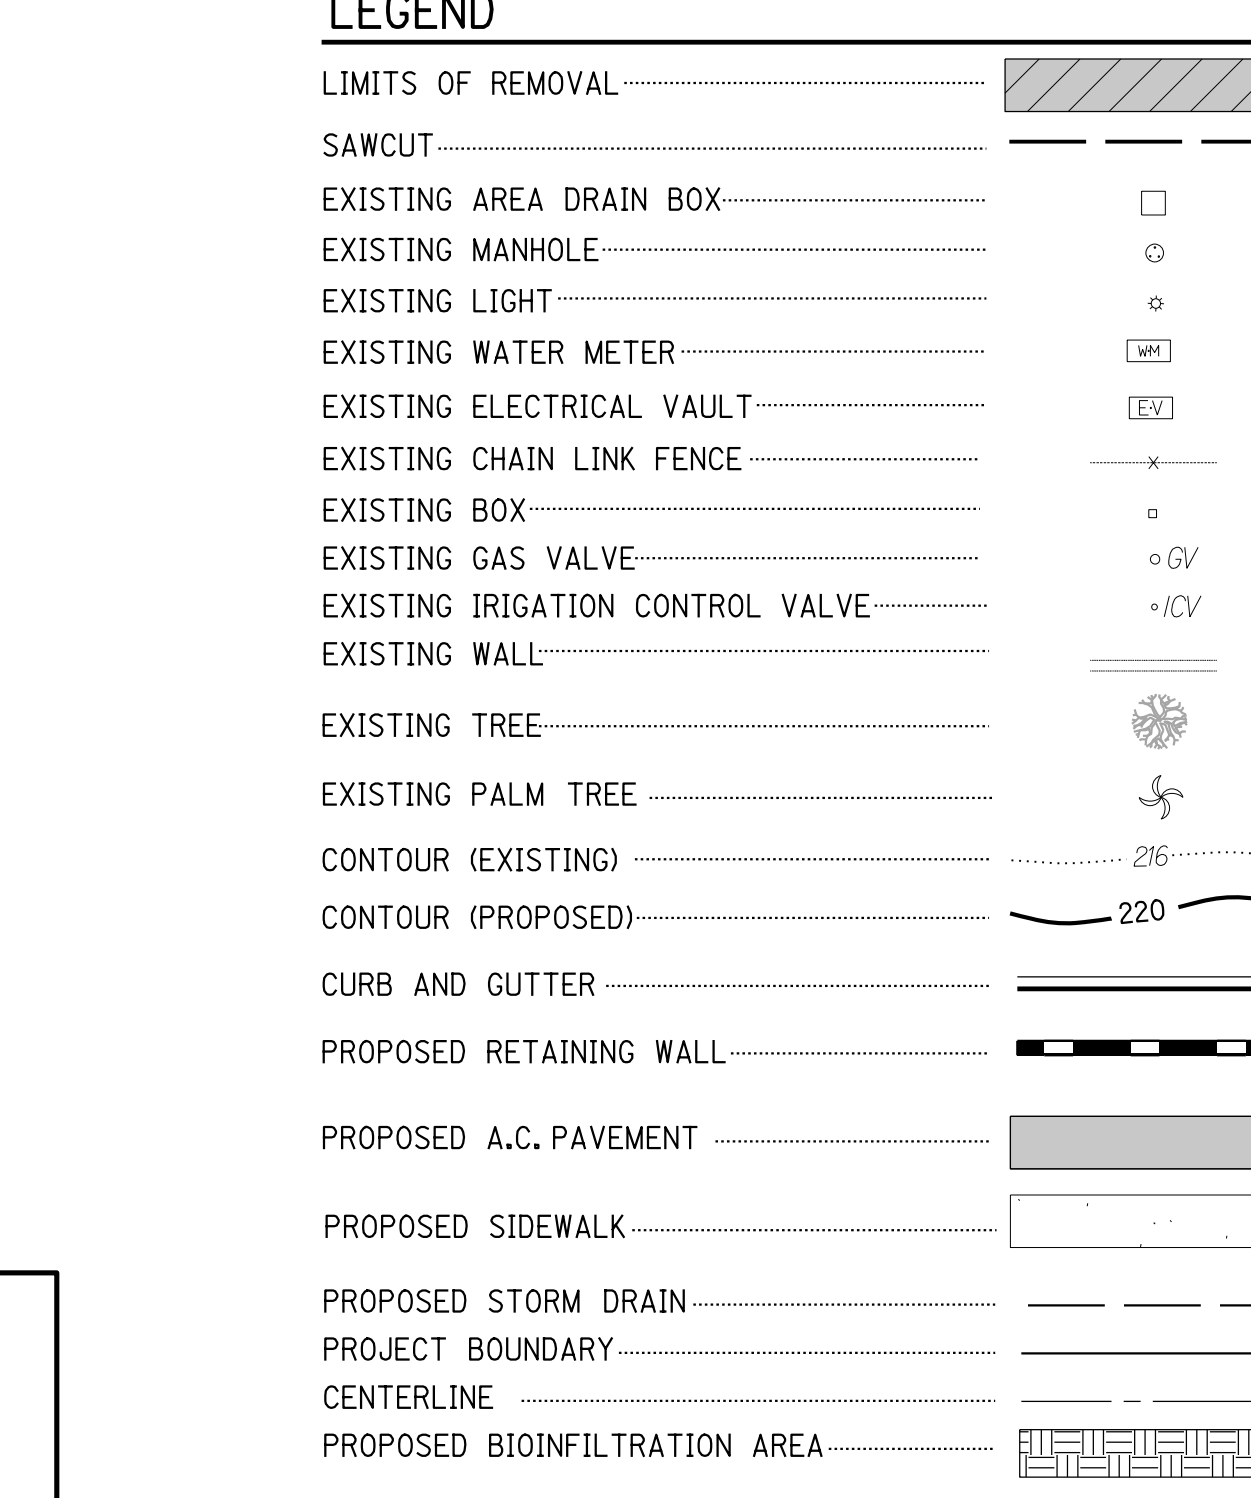 LEGEND
LIMITS OF REMOVAL
SAWCUT
EXISTING AREA DRAIN BOX
EXISTING MANHOLE
EXISTING LIGHT
EXISTING WATER METER WM
EXISTING ELECTRICAL VAULT E·V
EXISTING CHAIN LINK FENCE X
EXISTING BOX
EXISTING GAS VALVE GV
EXISTING IRIGATION CONTROL VALVE ICV
EXISTING WALL
EXISTING TREE
EXISTING PALM TREE
CONTOUR (EXISTING) 216
CONTOUR (PROPOSED) 220
CURB AND GUTTER
PROPOSED RETAINING WALL
PROPOSED A.C. PAVEMENT
PROPOSED SIDEWALK
PROPOSED STORM DRAIN
PROJECT BOUNDARY
CENTERLINE
PROPOSED BIOINFILTRATION AREA